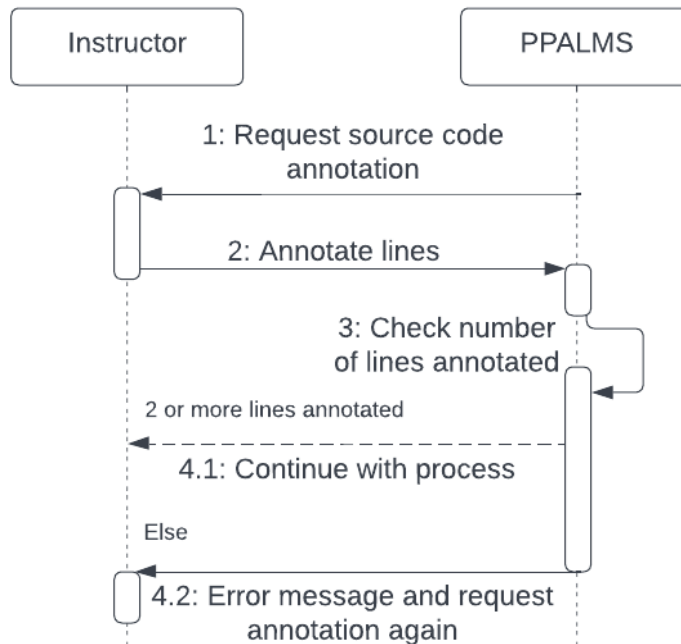 Instructor
PPALMS
1: Request source code
annotation
2: Annotate lines
3: Check number
of lines annotated
2 or more lines annotated
4.1: Continue with process
Else
4.2: Error message and request
annotation again